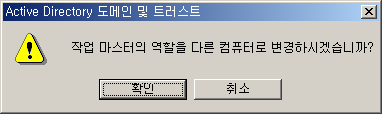 Active Directory 도메인 및 트러스트
작업 마스터의 역할을 다른 컴퓨터로 변경하시겠습니까?
확인
취소